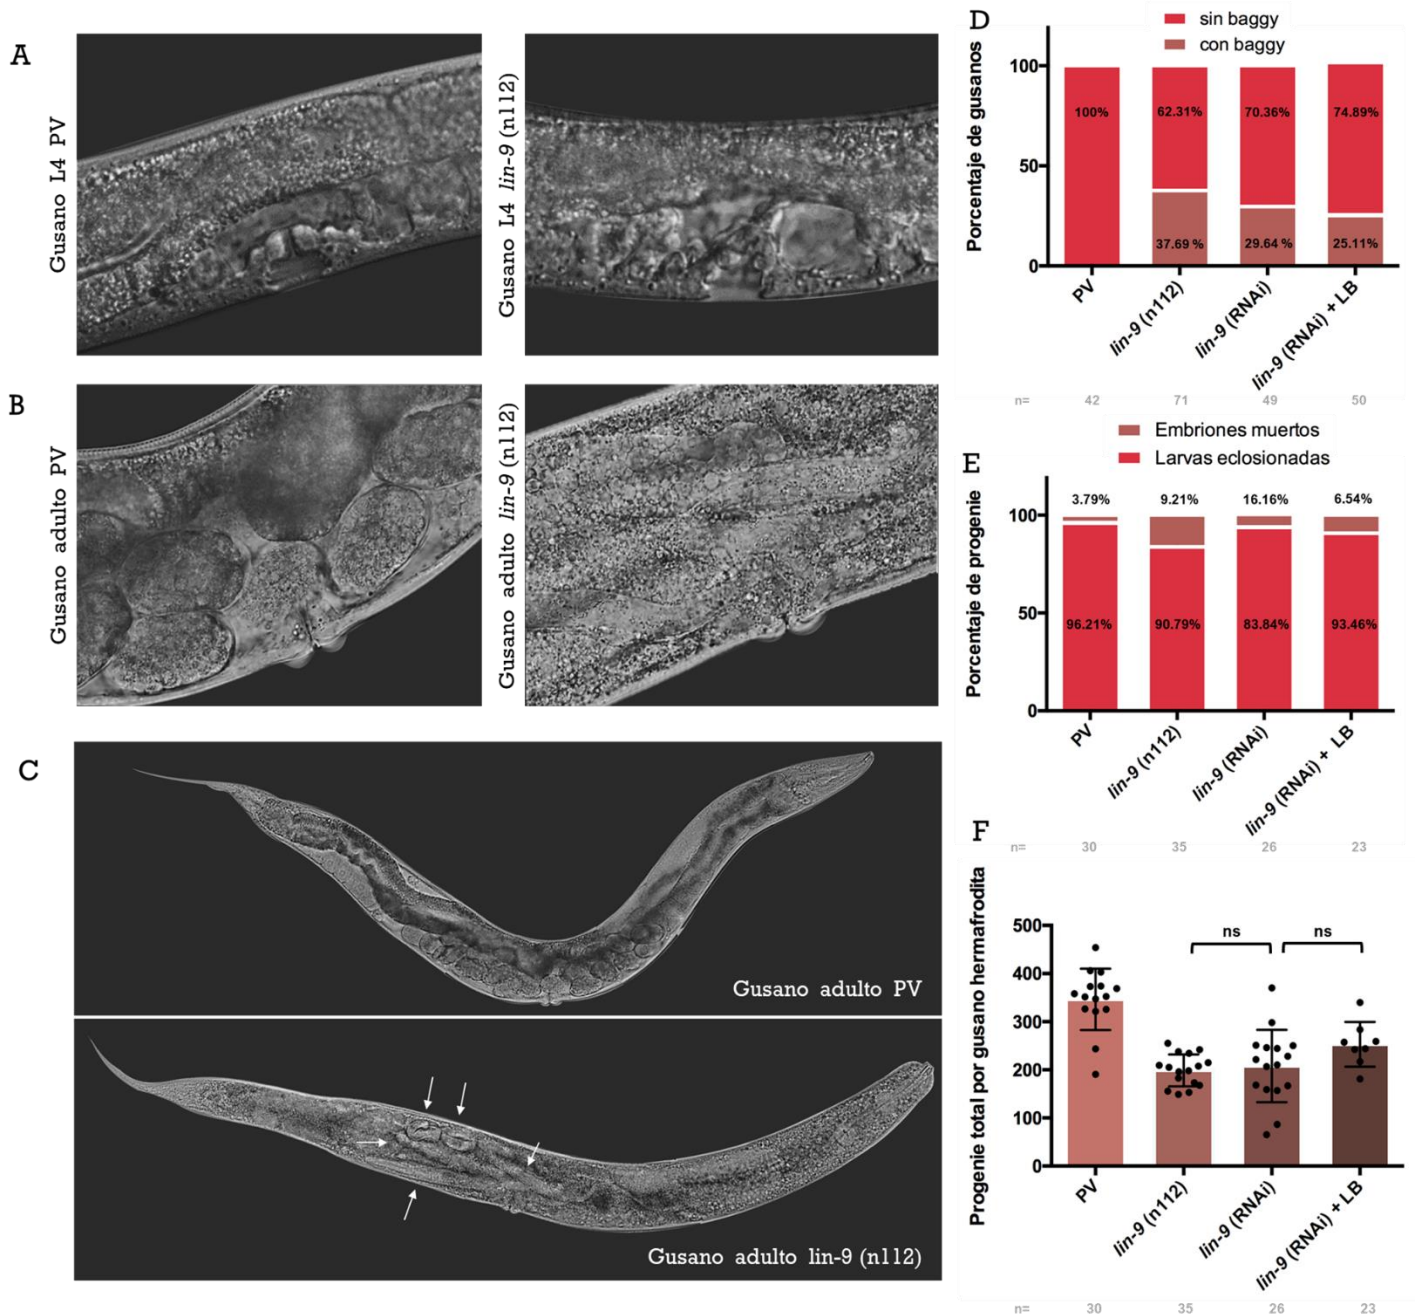 A
Gusano L4 PV
Gusano L4 lin-9 (n112)
B
Gusano adulto PV
Gusano adulto lin-9 (n112)
C
Gusano adulto PV
Gusano adulto lin-9 (n112)
D
sin baggy
con baggy
Porcentaje de gusanos
100
50
0
100% 62.31% 70.36% 74.89%
37.69 % 29.64 % 25.11%
PV
lin-9 (n112)
lin-9 (RNAi)
lin-9 (RNAi) + LB
n= 42 71 49 50
E
Embriones muertos
Larvas eclosionadas
Porcentaje de progenie
3.79% 9.21% 16.16% 6.54%
100
50
0
96.21% 90.79% 83.84% 93.46%
PV
lin-9 (n112)
lin-9 (RNAi)
lin-9 (RNAi) + LB
n= 30 35 26 23
F
Progenie total por gusano hermafrodita
500
400
300
200
100
0
ns ns
PV
lin-9 (n112)
lin-9 (RNAi)
lin-9 (RNAi) + LB
n= 30 35 26 23